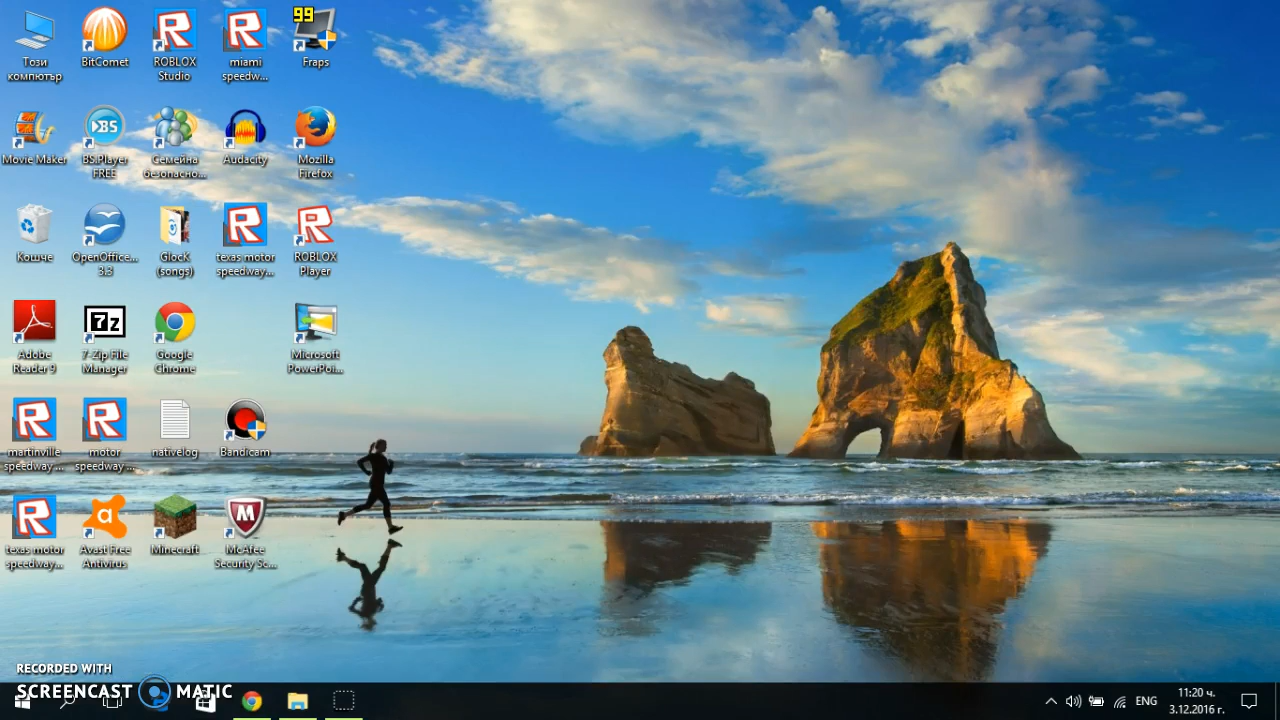 Този
компютър
BitComet
ROBLOX
Studio
miami
speedw...
99
Fraps
Movie Maker
BS
BS.Player
FREE
Семейна
безопасно...
Audacity
Mozilla
Firefox
Кошче
OpenOffice...
3.3
GlocK
(songs)
texas motor
speedway...
ROBLOX
Player
Adobe
Reader 9
7z
7-Zip File
Manager
Google
Chrome
Microsoft
PowerPoi...
martinville
speedway ...
motor
speedway ...
nativelog
Bandicam
texas motor
speedway...
Avast Free
Antivirus
Minecraft
McAfee
Security Sc...
RECORDED WITH
SCREENCAST MATIC
ENG
11:20 ч.
3.12.2016 г.